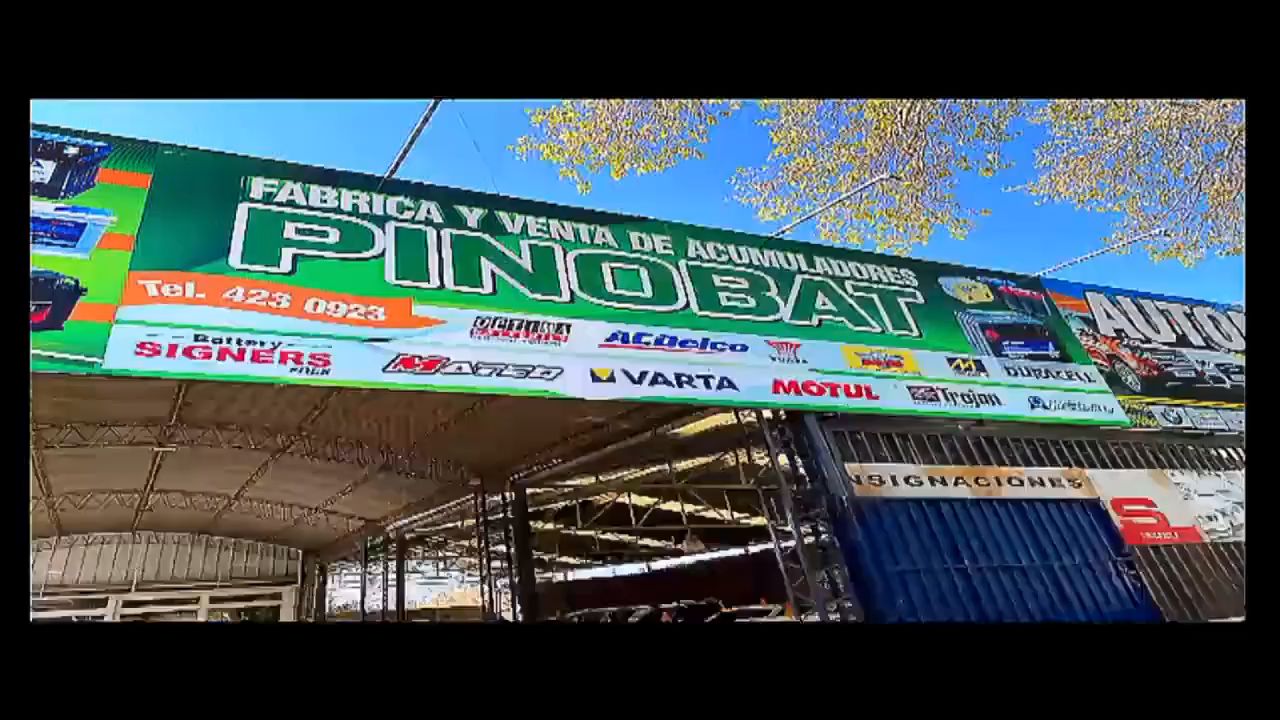 FABRICA Y VENTA DE ACUMULADORES
PINOBAT
Tel. 423 0923
Battery
SIGNERS
MATEO
ACDelco
VARTA
YUASA
MOTUL
Trojan
DURACELL
AUTO
NSIGNACIONES